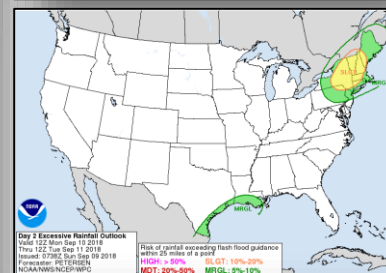 SLGT
MRGL
MRGL
NOAA
Day 2 Excessive Rainfall Outlook
Valid 12Z Mon Sep 10 2018
Thru 12Z Tue Sep 11 2018
Issued: 0738Z Sun Sep 09 2018
Forecaster: PETERSEN
NOAA/NWS/NCEP/WPC
Risk of rainfall exceeding flash flood guidance
within 25 miles of a point
HIGH: > 50% SLGT: 10%-20%
MDT: 20%-50% MRGL: 5%-10%